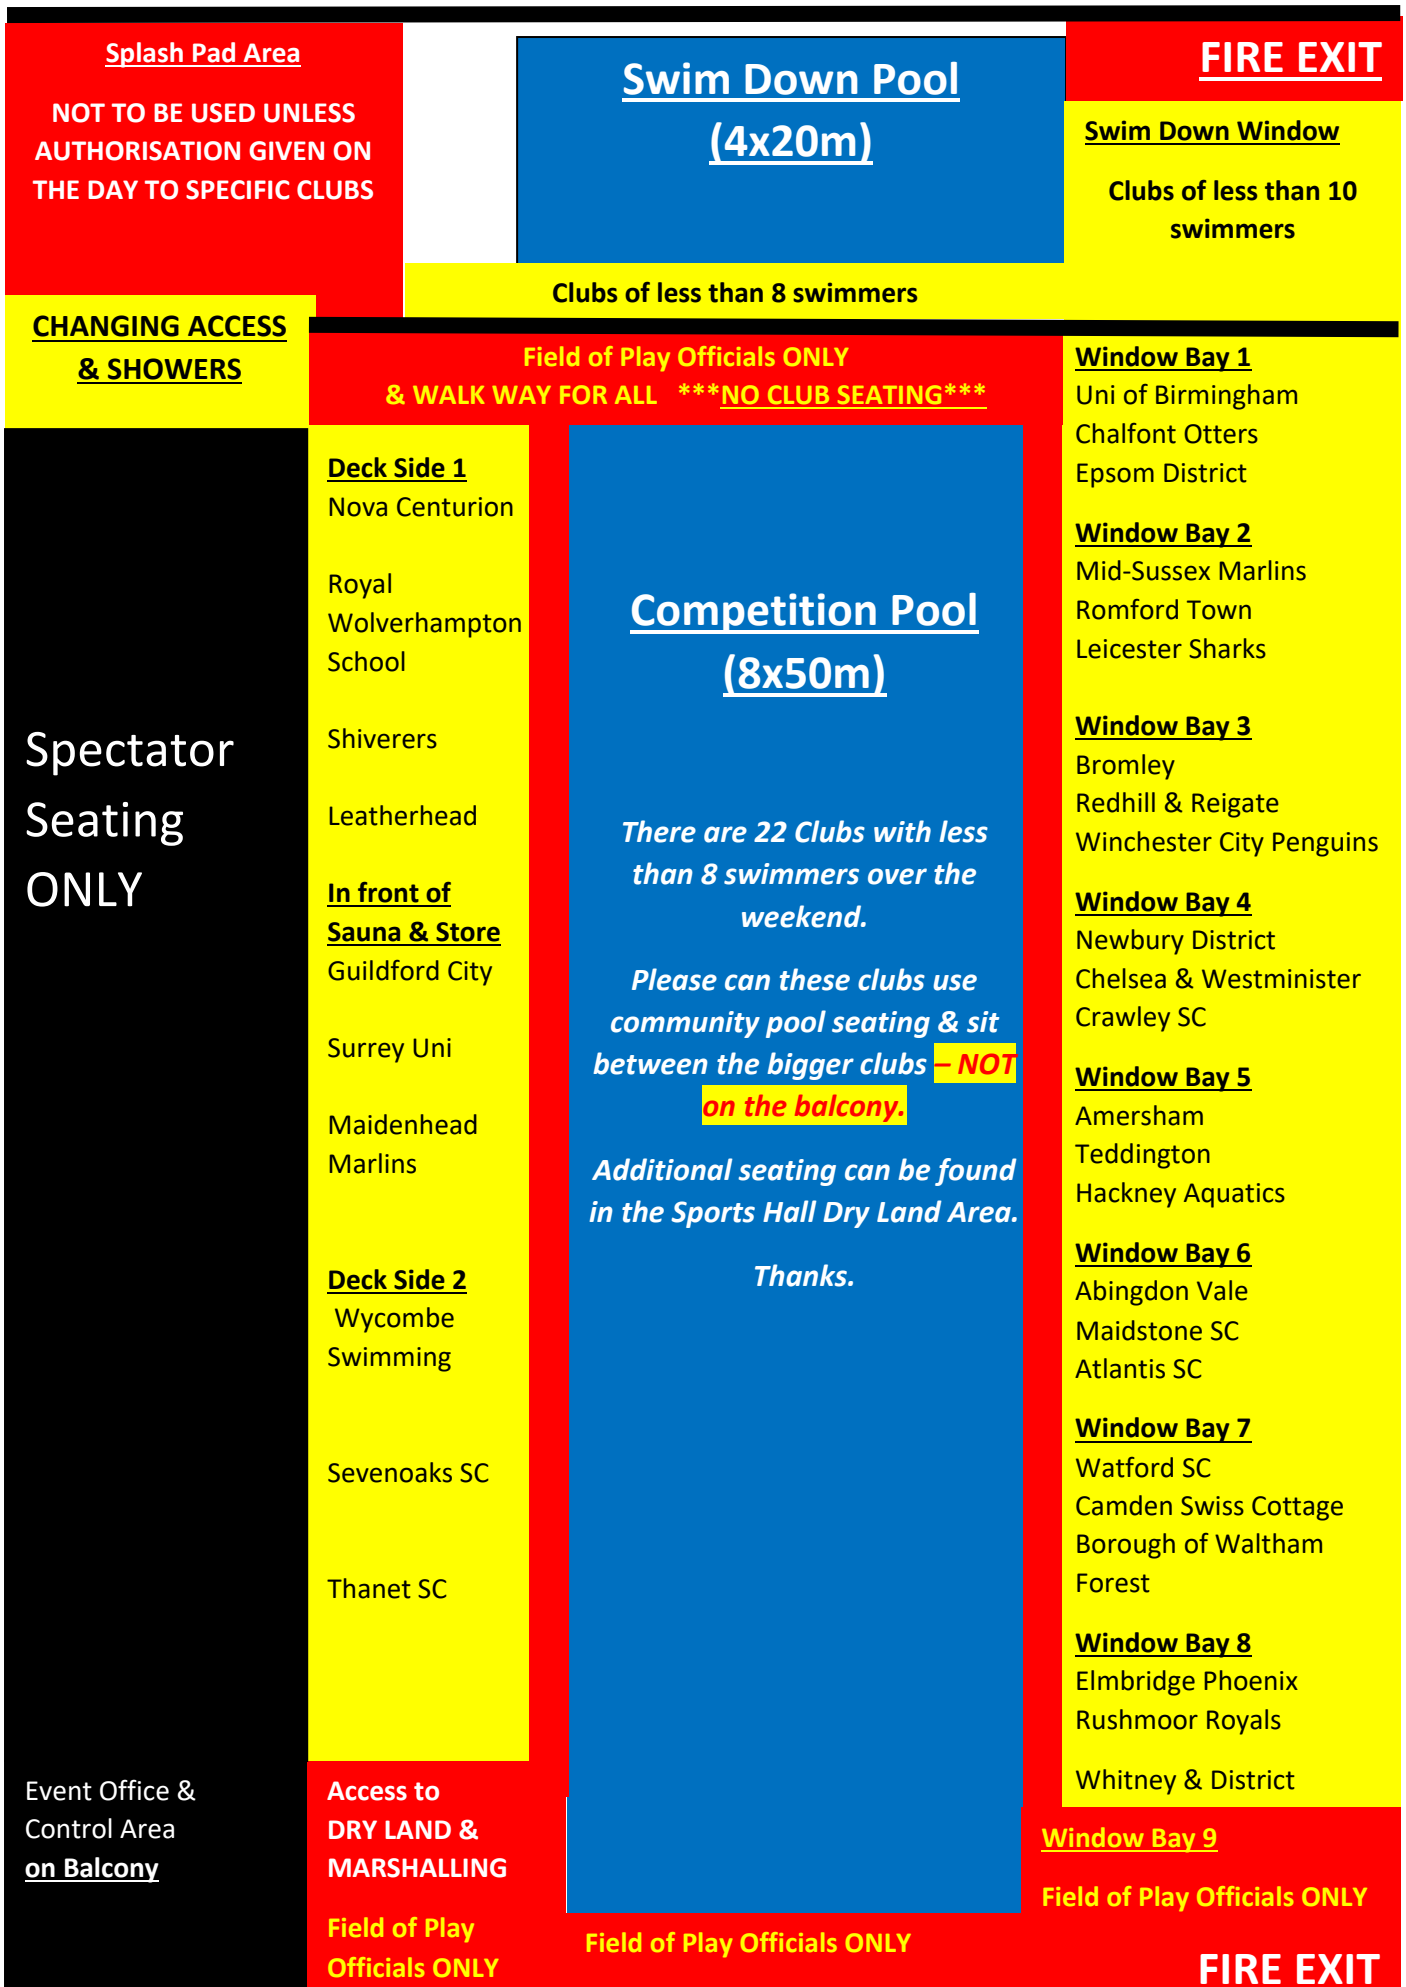 Splash Pad Area
NOT TO BE USED UNLESS
AUTHORISATION GIVEN ON
THE DAY TO SPECIFIC CLUBS
Swim Down Pool
(4x20m)
FIRE EXIT
Swim Down Window
Clubs of less than 10
swimmers
Clubs of less than 8 swimmers
CHANGING ACCESS
& SHOWERS
Field of Play Officials ONLY
& WALK WAY FOR ALL ***NO CLUB SEATING***
Spectator
Seating
ONLY
Event Office &
Control Area
on Balcony
Deck Side 1
Nova Centurion
Royal
Wolverhampton
School
Shiverers
Leatherhead
In front of
Sauna & Store
Guildford City
Surrey Uni
Maidenhead
Marlins
Deck Side 2
Wycombe
Swimming
Sevenoaks SC
Thanet SC
Access to
DRY LAND &
MARSHALLING
Field of Play
Officials ONLY
Competition Pool
(8x50m)
There are 22 Clubs with less
than 8 swimmers over the
weekend.
Please can these clubs use
community pool seating & sit
between the bigger clubs – NOT
on the balcony.
Additional seating can be found
in the Sports Hall Dry Land Area.
Thanks.
Field of Play Officials ONLY
Window Bay 1
Uni of Birmingham
Chalfont Otters
Epsom District
Window Bay 2
Mid-Sussex Marlins
Romford Town
Leicester Sharks
Window Bay 3
Bromley
Redhill & Reigate
Winchester City Penguins
Window Bay 4
Newbury District
Chelsea & Westminister
Crawley SC
Window Bay 5
Amersham
Teddington
Hackney Aquatics
Window Bay 6
Abingdon Vale
Maidstone SC
Atlantis SC
Window Bay 7
Watford SC
Camden Swiss Cottage
Borough of Waltham
Forest
Window Bay 8
Elmbridge Phoenix
Rushmoor Royals
Whitney & District
Window Bay 9
Field of Play Officials ONLY
FIRE EXIT